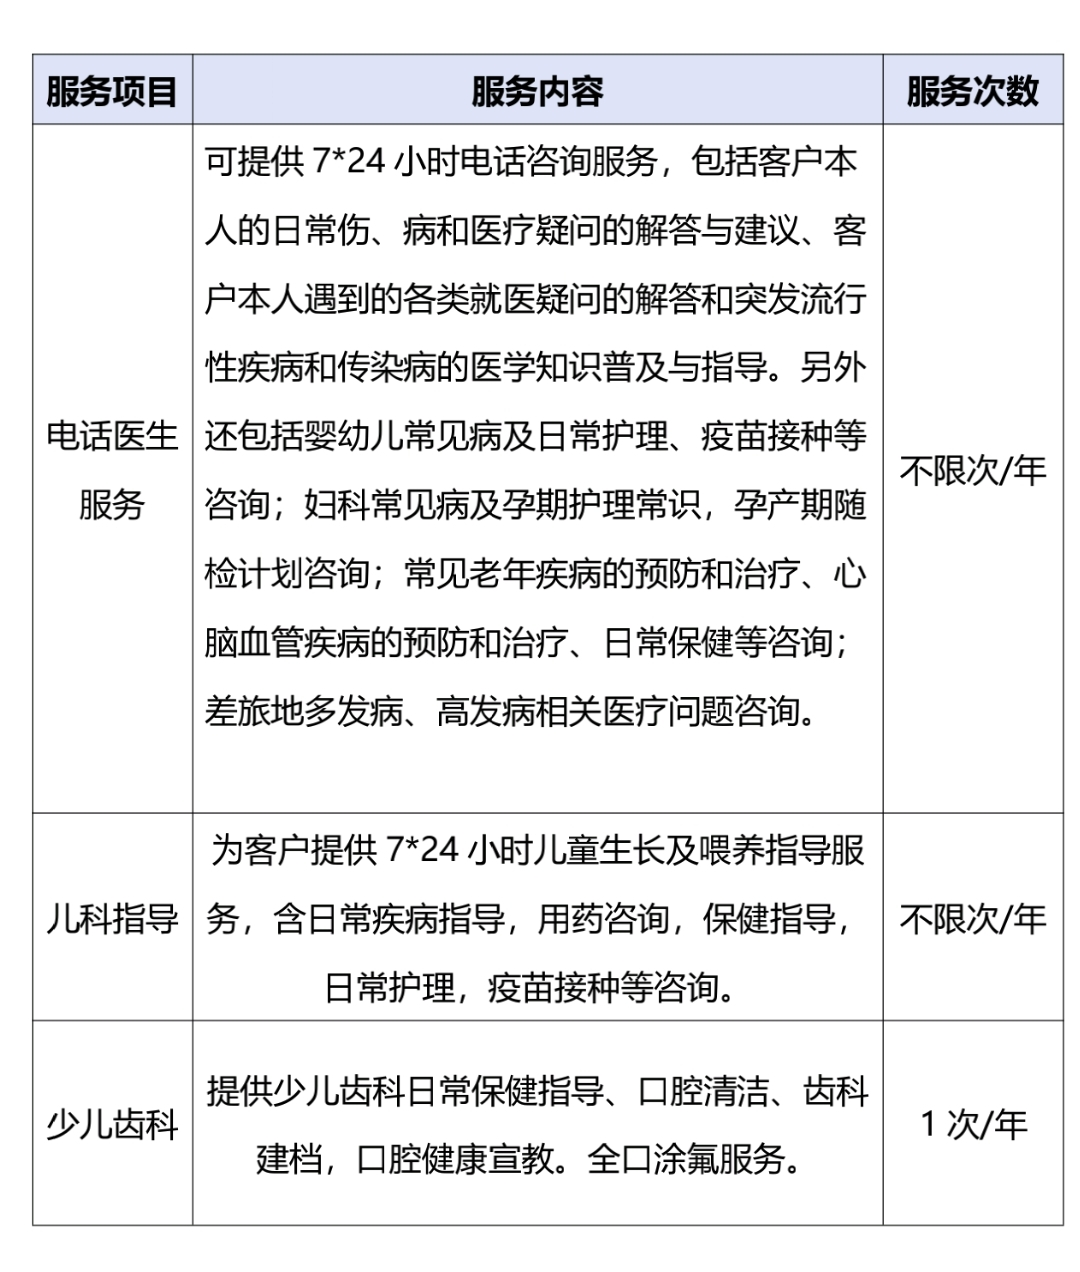 服务项目 服务内容 服务次数
可提供 7*24 小时电话咨询服务，包括客户本
人的日常伤、病和医疗疑问的解答与建议、客
户本人遇到的各类就医疑问的解答和突发流行
性疾病和传染病的医学知识普及与指导。另外
电话医生 还包括婴幼儿常见病及日常护理、疫苗接种等
不限次/年
服务 咨询；妇科常见病及孕期护理常识，孕产期随
检计划咨询；常见老年疾病的预防和治疗、心
脑血管疾病的预防和治疗、日常保健等咨询；
差旅地多发病、高发病相关医疗问题咨询。
为客户提供 7*24 小时儿童生长及喂养指导服
儿科指导 务，含日常疾病指导，用药咨询，保健指导， 不限次/年
日常护理，疫苗接种等咨询。
提供少儿齿科日常保健指导、口腔清洁、齿科
少儿齿科 1 次/年
建档，口腔健康宣教。全口涂氟服务。